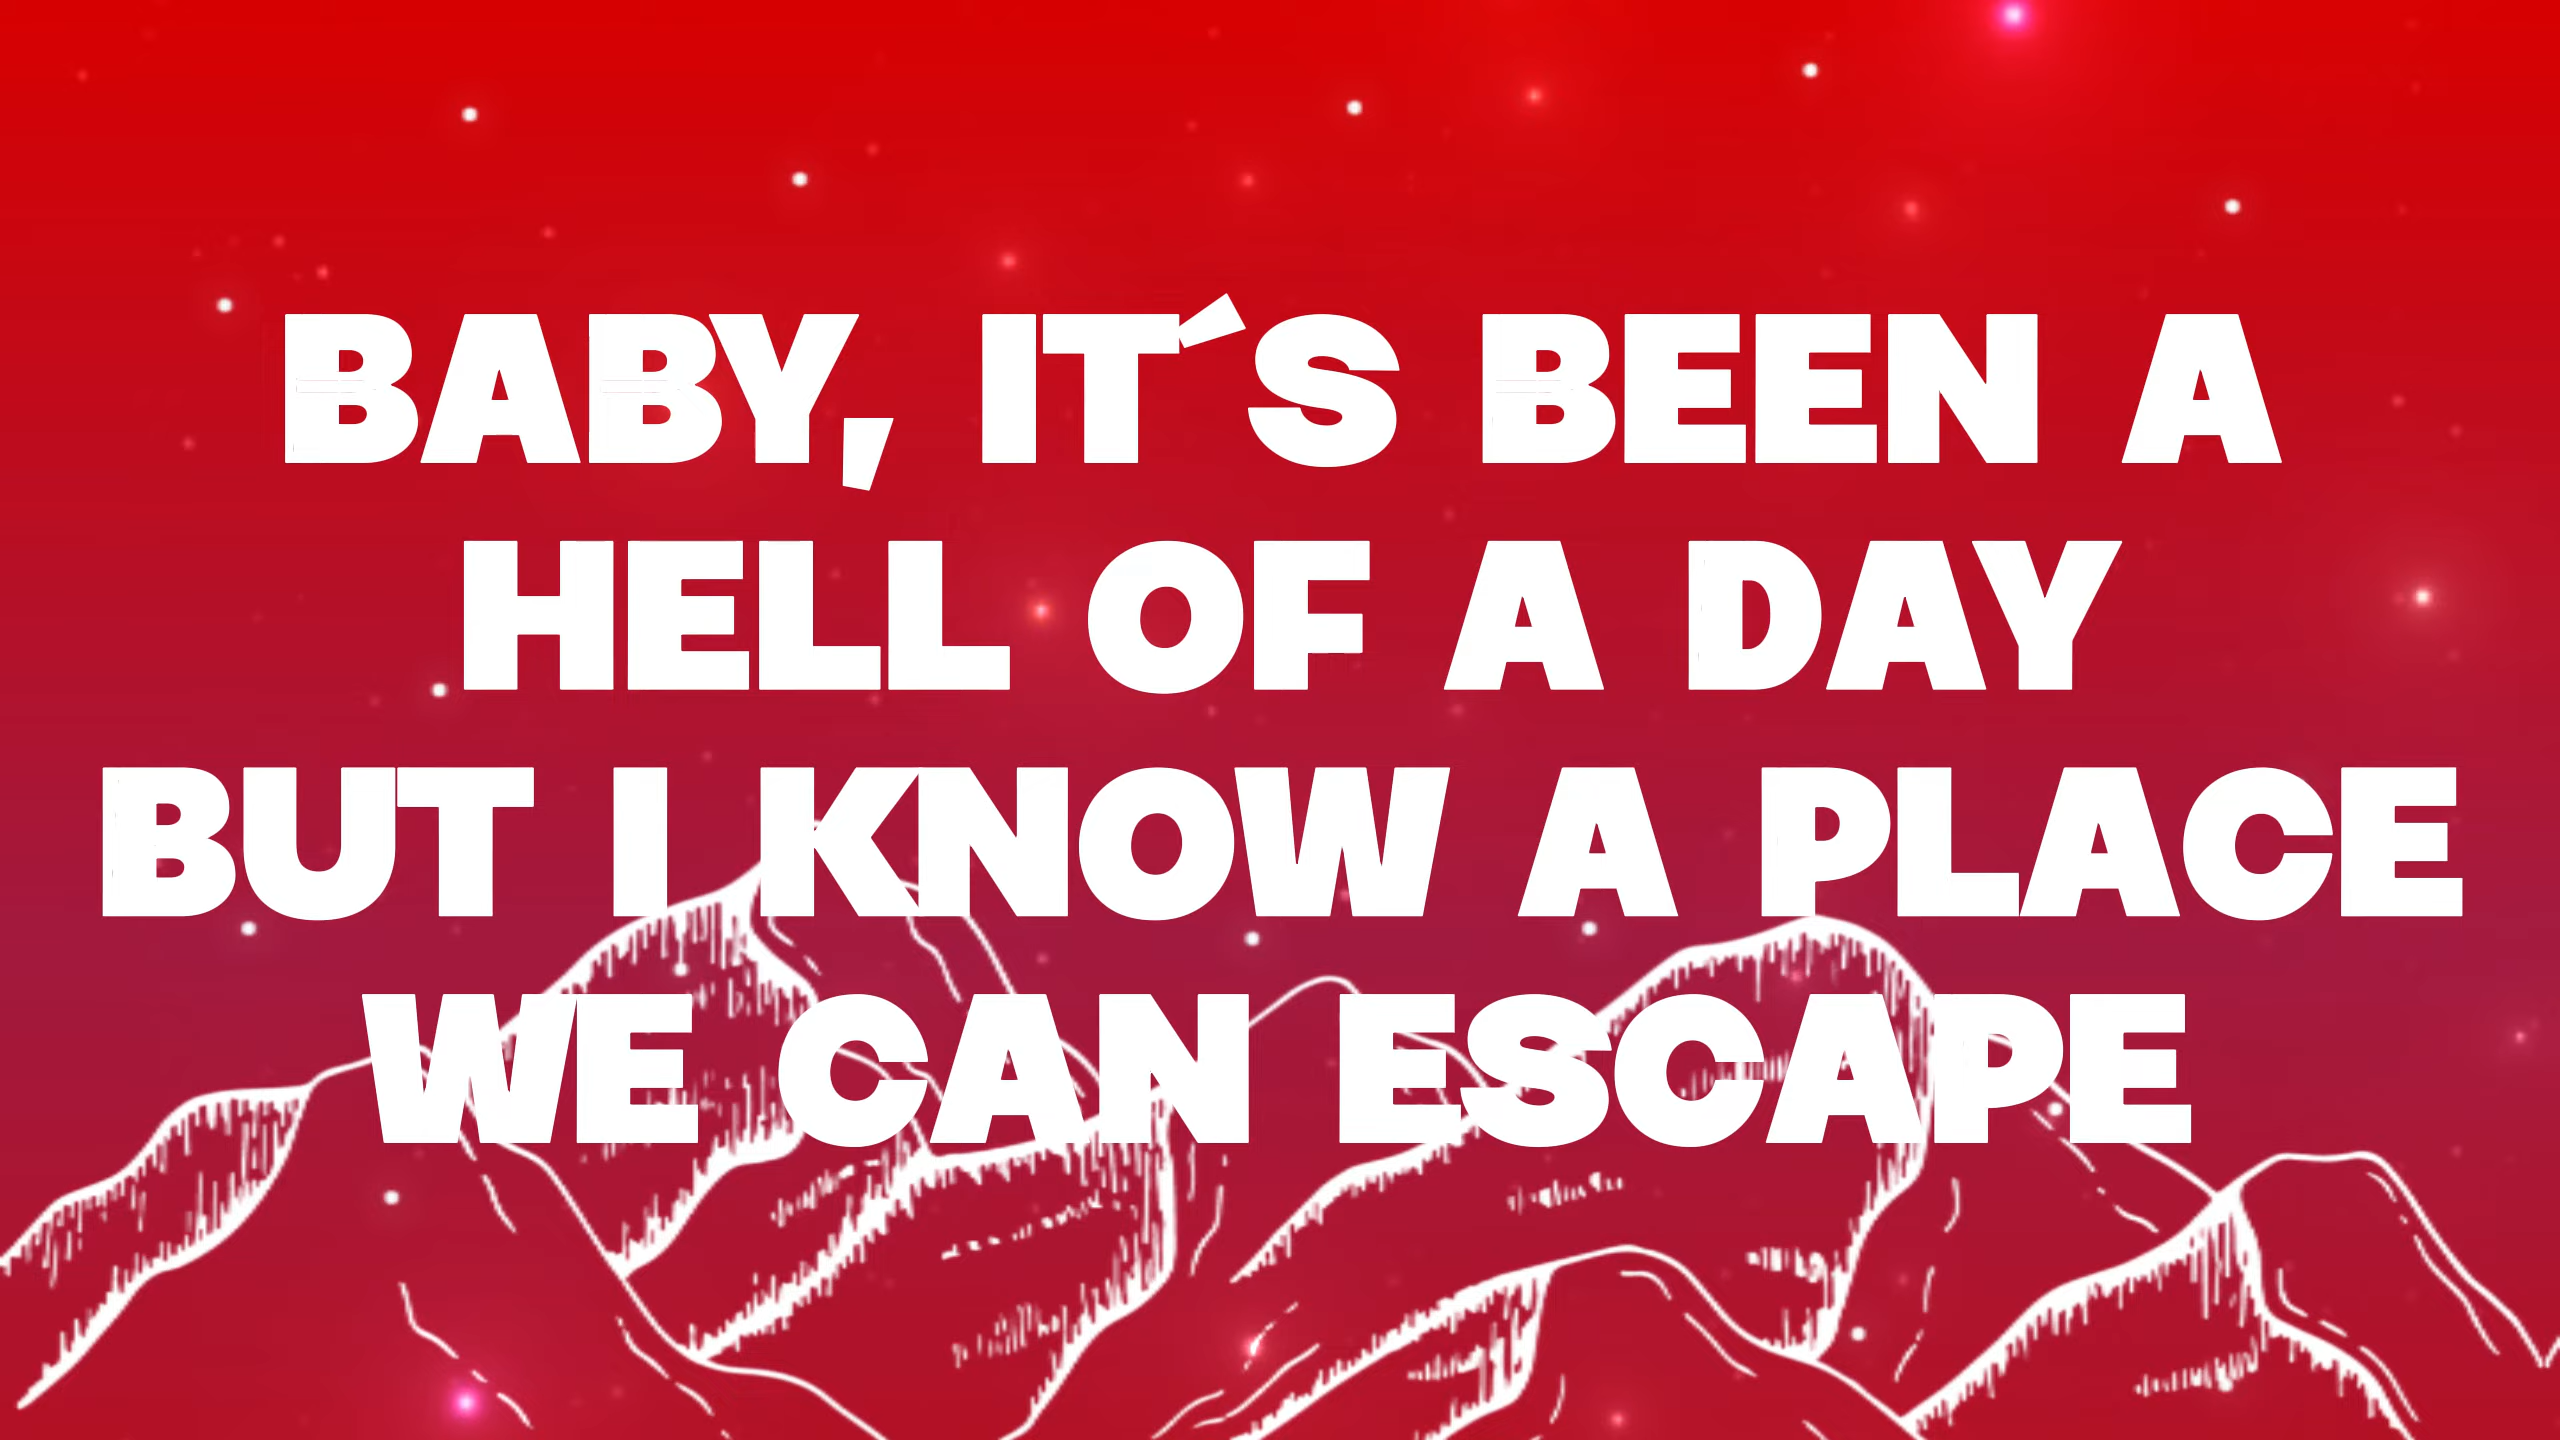 BABY, IT´S BEEN A
HELL OF A DAY
BUT I KNOW A PLACE
WE CAN ESCAPE